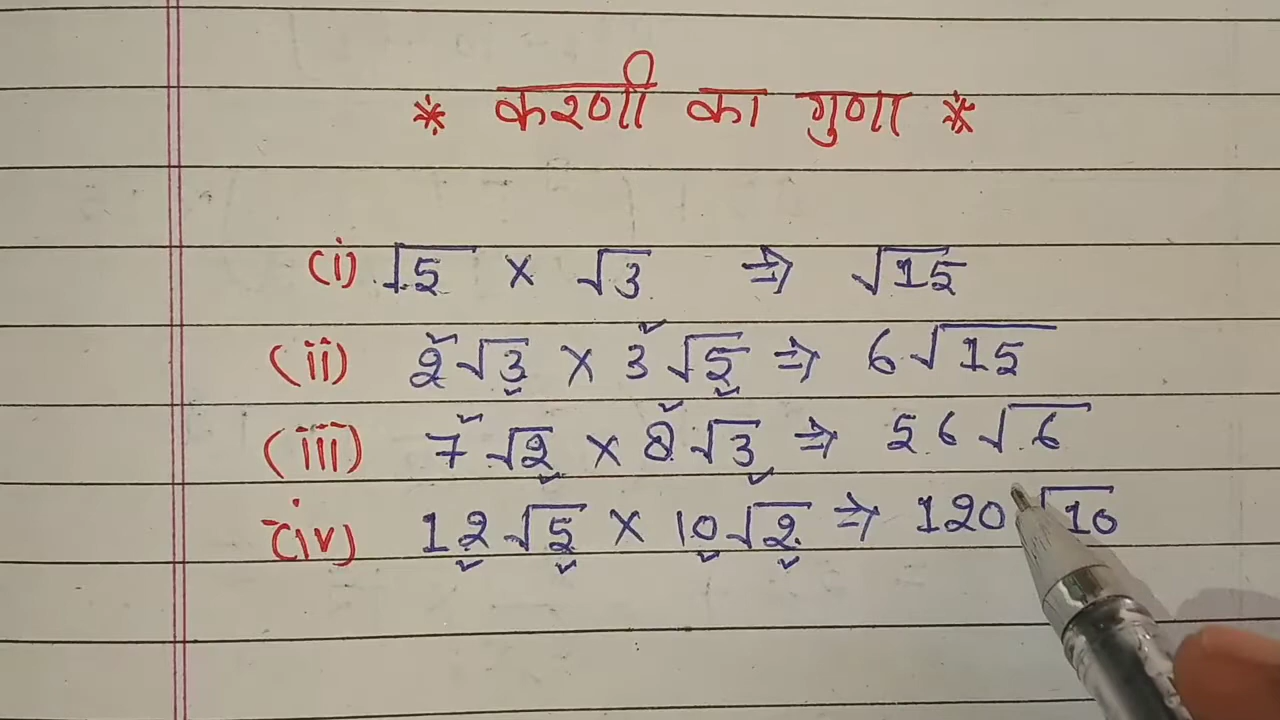 * करणी का गुणा *
(i) √5 × √3 ⇒ √15
(ii) 2√3 × 3√5 ⇒ 6√15
(iii) 7√2 × 8√3 ⇒ 56√6
(iv) 12√5 × 10√2 ⇒ 120√10